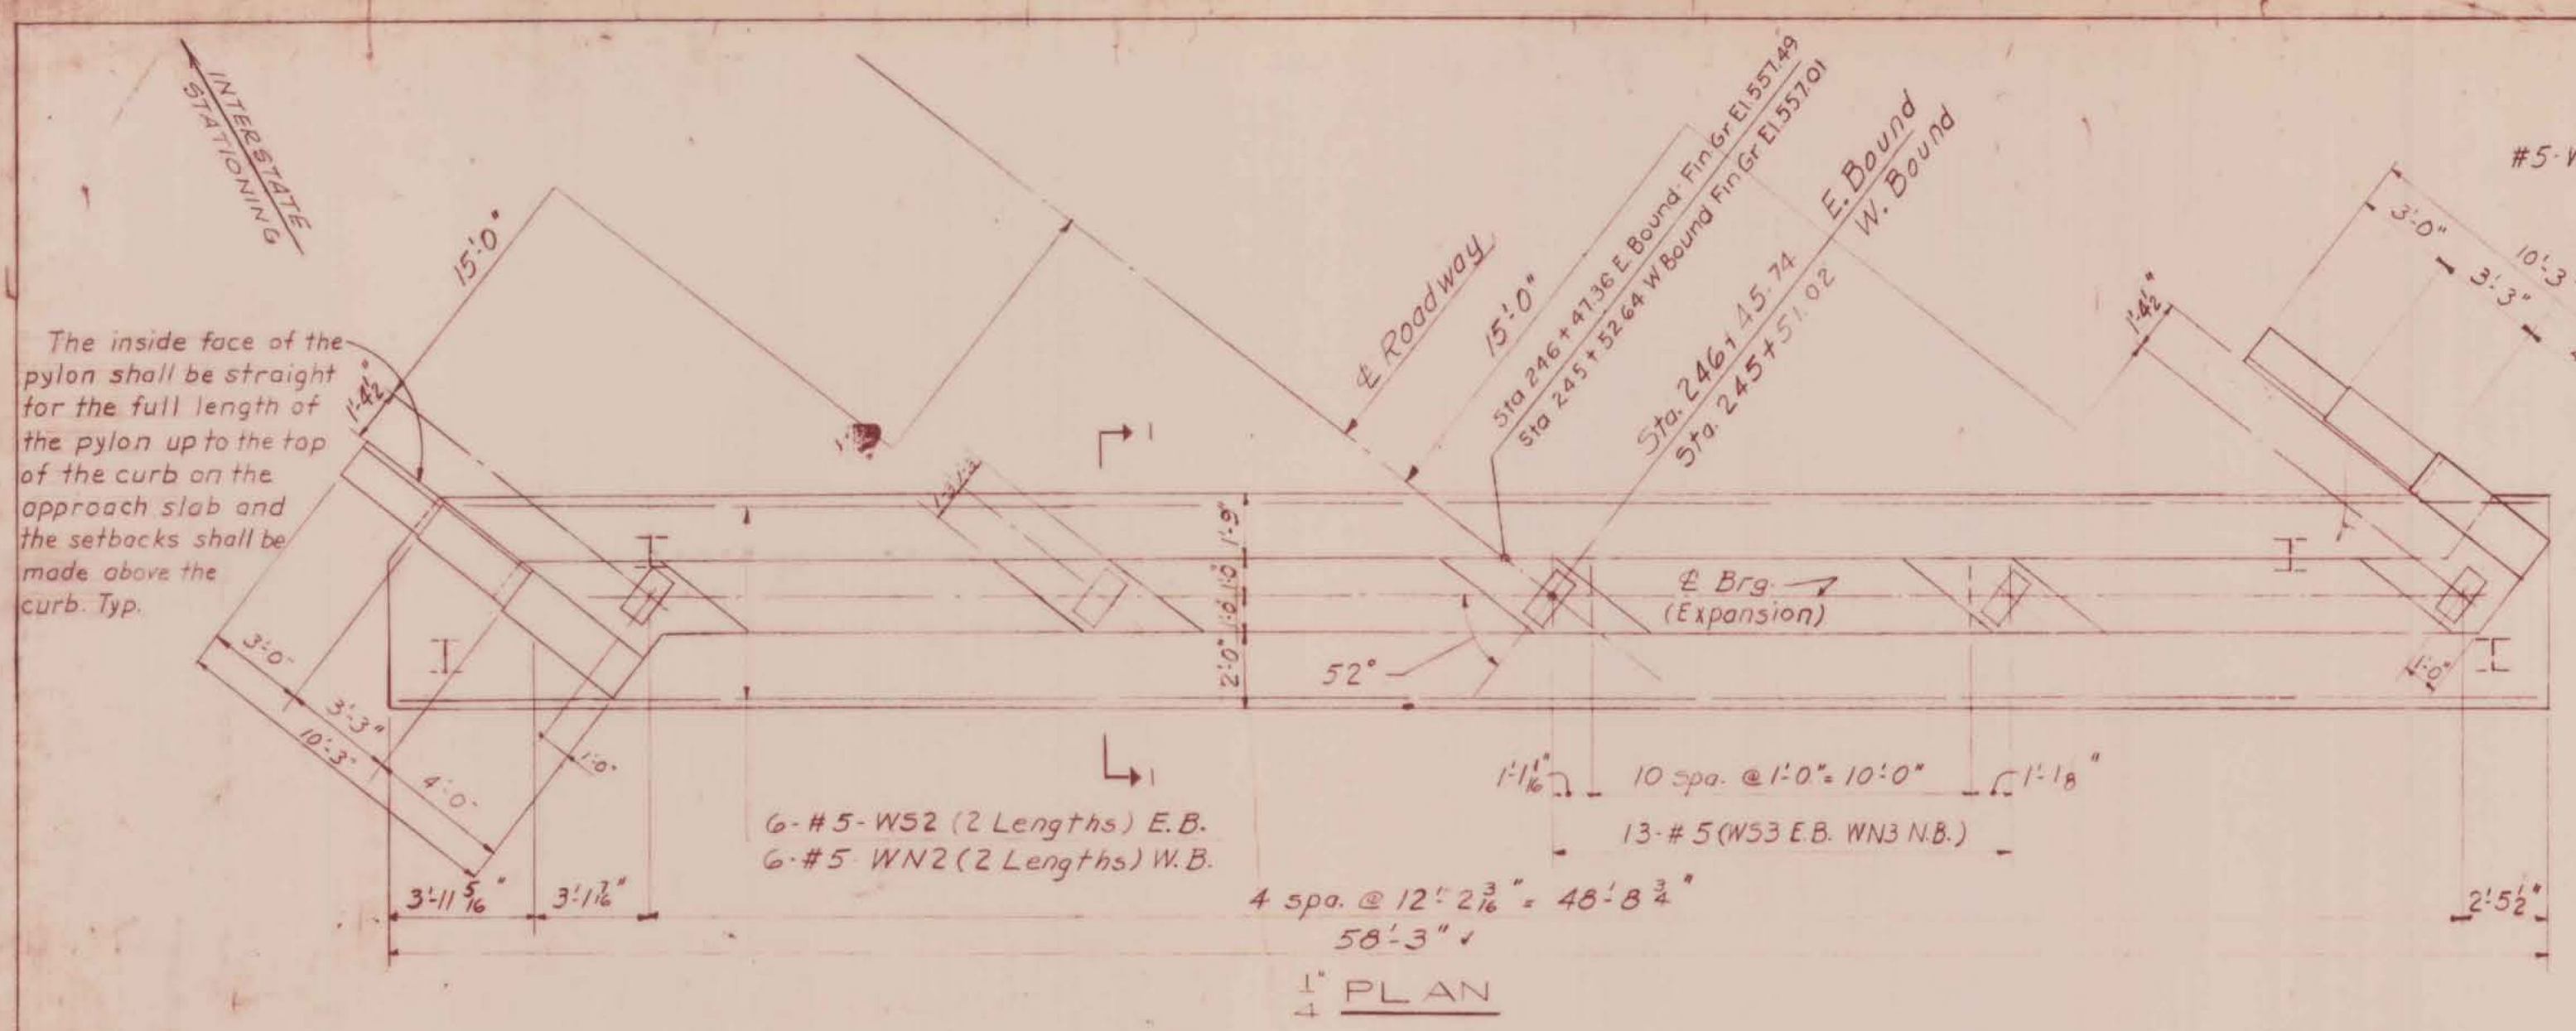 INTERSTATE
STATIONING
15'-0"
1'-4½"
The inside face of the
pylon shall be straight
for the full length of
the pylon up to the top
of the curb on the
approach slab and
the setbacks shall be
made above the
curb. Typ.
℄ Roadway
15'-0"
Sta 246+47.36 E. Bound- Fin Gr El.557.49
Sta 245+52.64 W Bound Fin Gr El.557.01
Sta. 246+45.74 E. Bound
Sta. 245+51.02 W. Bound
#5-W
3'-0"
10'-3
3'-3"
1'-4½"
1
1
1'-9"
1'-0"
1'-0"
2'-0"
52°
℄ Brg.
(Expansion)
1'-0"
3'-0"
3'-3"
10'-3"
4'-0"
1'-0"
6-#5-WS2 (2 Lengths) E.B.
6-#5-WN2 (2 Lengths) W.B.
1'-1 1/16"
10 spa. @ 1'-0" = 10'-0"
1'-1⅛"
13-#5 (WS3 E.B. WN3 N.B.)
3'-11 5/16"
3'-1 7/16"
4 spa. @ 12'-2 3/16" = 48'-8 3/4"
2'-5½"
58'-3" ✓
¼" PLAN